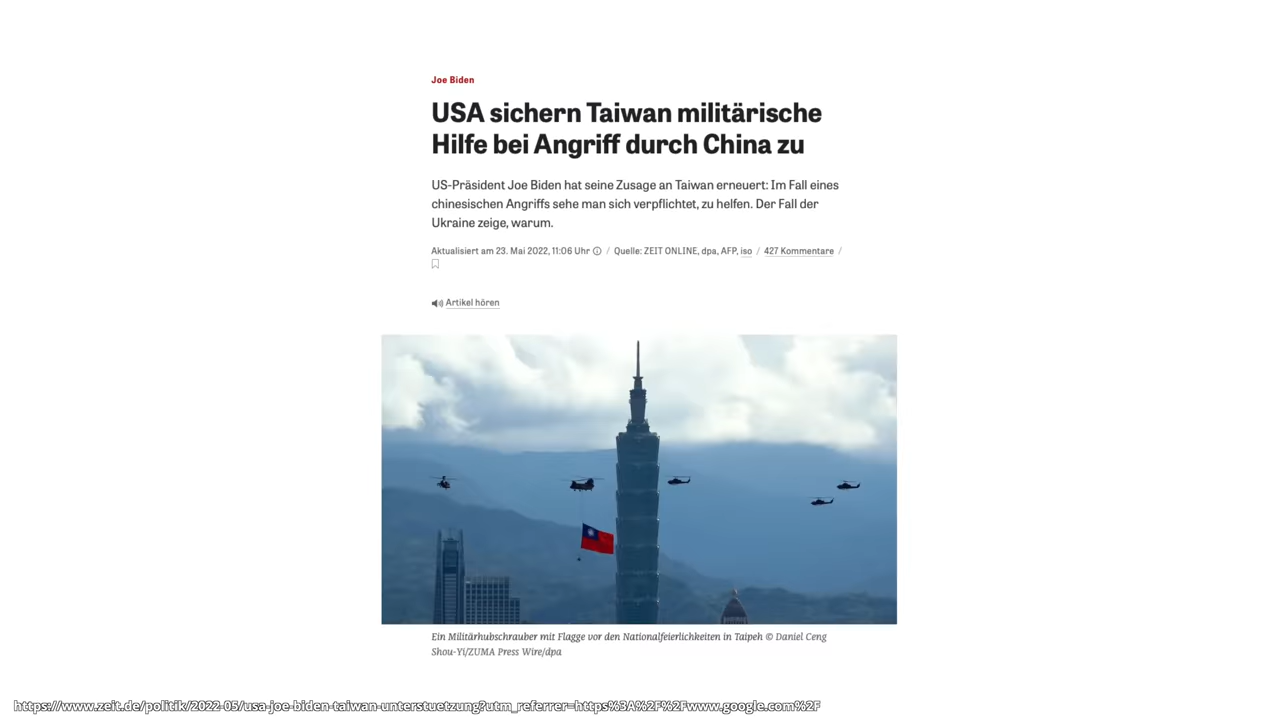 Joe Biden
USA sichern Taiwan militärische
Hilfe bei Angriff durch China zu
US-Präsident Joe Biden hat seine Zusage an Taiwan erneuert: Im Fall eines
chinesischen Angriffs sehe man sich verpflichtet, zu helfen. Der Fall der
Ukraine zeige, warum.
Aktualisiert am 23. Mai 2022, 11:06 Uhr / Quelle: ZEIT ONLINE, dpa, AFP, iso / 427 Kommentare /
Artikel hören
Ein Militärhubschrauber mit Flagge vor den Nationalfeierlichkeiten in Taipeh © Daniel Ceng
Shou-Yi/ZUMA Press Wire/dpa
https://www.zeit.de/politik/2022-05/usa-joe-biden-taiwan-unterstuetzung?utm_referrer=https%3A%2F%2Fwww.google.com%2F